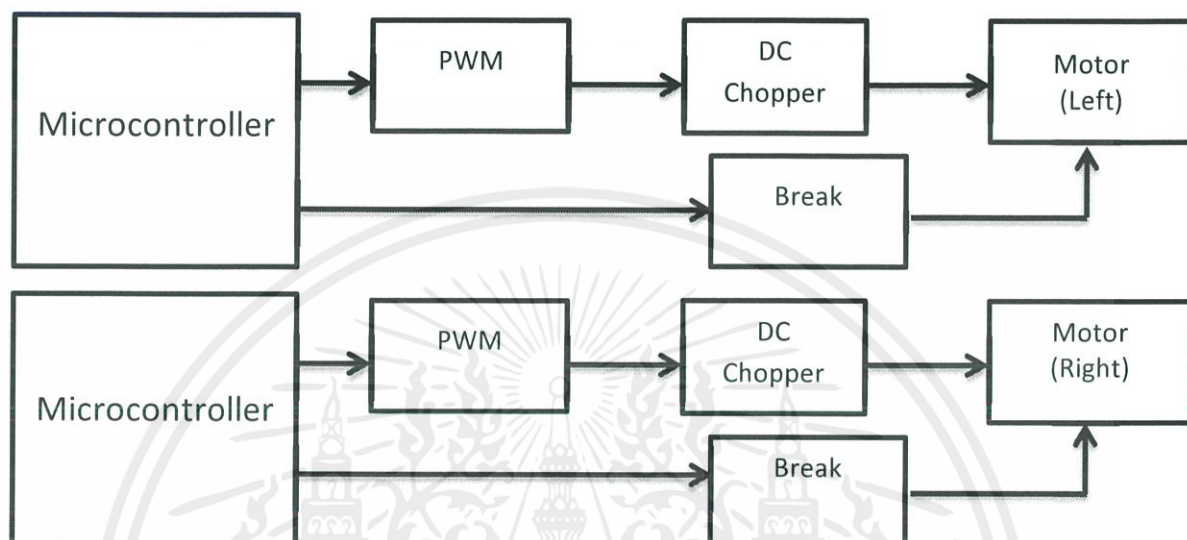 Microcontroller
PWM
DC
Chopper
Motor
(Left)
Break
Microcontroller
PWM
DC
Chopper
Motor
(Right)
Break